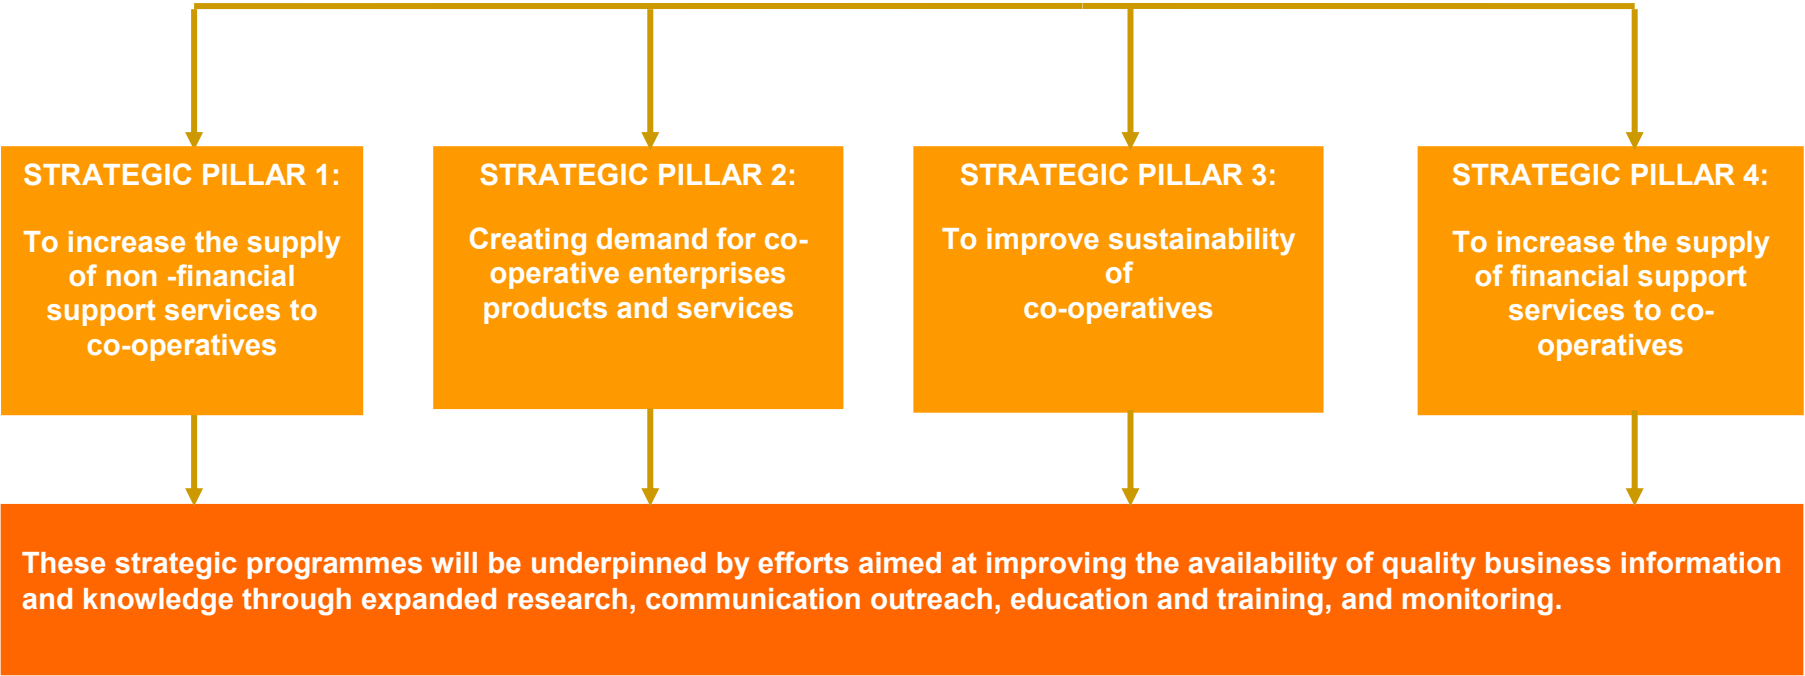 STRATEGIC PILLAR 1:
To increase the supply
of non -financial
support services to
co-operatives
STRATEGIC PILLAR 2:
Creating demand for co-
operative enterprises
products and services
STRATEGIC PILLAR 3:
To improve sustainability
of
co-operatives
STRATEGIC PILLAR 4:
To increase the supply
of financial support
services to co-
operatives
These strategic programmes will be underpinned by efforts aimed at improving the availability of quality business information
and knowledge through expanded research, communication outreach, education and training, and monitoring.